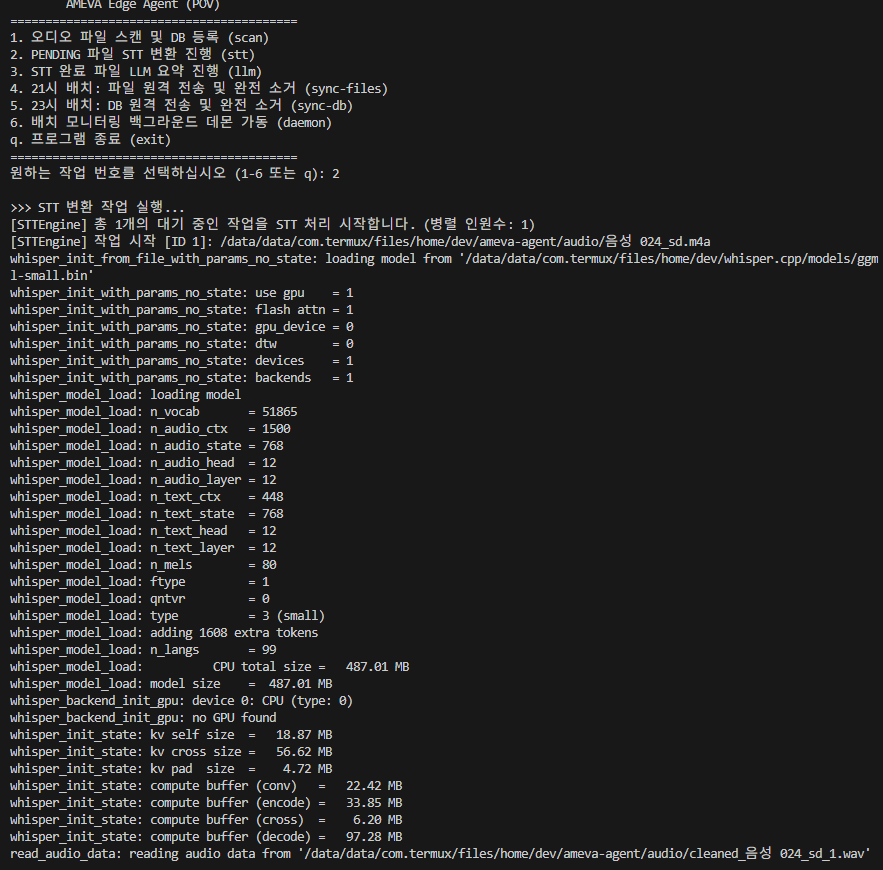 AMEVA Edge Agent (POV)
=========================================
1. 오디오 파일 스캔 및 DB 등록 (scan)
2. PENDING 파일 STT 변환 진행 (stt)
3. STT 완료 파일 LLM 요약 진행 (llm)
4. 21시 배치: 파일 원격 전송 및 완전 소거 (sync-files)
5. 23시 배치: DB 원격 전송 및 완전 소거 (sync-db)
6. 배치 모니터링 백그라운드 데몬 가동 (daemon)
q. 프로그램 종료 (exit)
=========================================
원하는 작업 번호를 선택하십시오 (1-6 또는 q): 2
>>> STT 변환 작업 실행...
[STTEngine] 총 1개의 대기 중인 작업을 STT 처리 시작합니다. (병렬 인원수: 1)
[STTEngine] 작업 시작 [ID 1]: /data/data/com.termux/files/home/dev/ameva-agent/audio/음성 024_sd.m4a
whisper_init_from_file_with_params_no_state: loading model from '/data/data/com.termux/files/home/dev/whisper.cpp/models/ggm
l-small.bin'
whisper_init_with_params_no_state: use gpu    = 1
whisper_init_with_params_no_state: flash attn = 1
whisper_init_with_params_no_state: gpu_device = 0
whisper_init_with_params_no_state: dtw        = 0
whisper_init_with_params_no_state: devices    = 1
whisper_init_with_params_no_state: backends   = 1
whisper_model_load: loading model
whisper_model_load: n_vocab       = 51865
whisper_model_load: n_audio_ctx   = 1500
whisper_model_load: n_audio_state = 768
whisper_model_load: n_audio_head  = 12
whisper_model_load: n_audio_layer = 12
whisper_model_load: n_text_ctx    = 448
whisper_model_load: n_text_state  = 768
whisper_model_load: n_text_head   = 12
whisper_model_load: n_text_layer  = 12
whisper_model_load: n_mels        = 80
whisper_model_load: ftype         = 1
whisper_model_load: qntvr         = 0
whisper_model_load: type          = 3 (small)
whisper_model_load: adding 1608 extra tokens
whisper_model_load: n_langs       = 99
whisper_model_load:          CPU total size =   487.01 MB
whisper_model_load: model size    =  487.01 MB
whisper_backend_init_gpu: device 0: CPU (type: 0)
whisper_backend_init_gpu: no GPU found
whisper_init_state: kv self size  =   18.87 MB
whisper_init_state: kv cross size =   56.62 MB
whisper_init_state: kv pad  size  =    4.72 MB
whisper_init_state: compute buffer (conv)   =   22.42 MB
whisper_init_state: compute buffer (encode) =   33.85 MB
whisper_init_state: compute buffer (cross)  =    6.20 MB
whisper_init_state: compute buffer (decode) =   97.28 MB
read_audio_data: reading audio data from '/data/data/com.termux/files/home/dev/ameva-agent/audio/cleaned_음성 024_sd_1.wav'